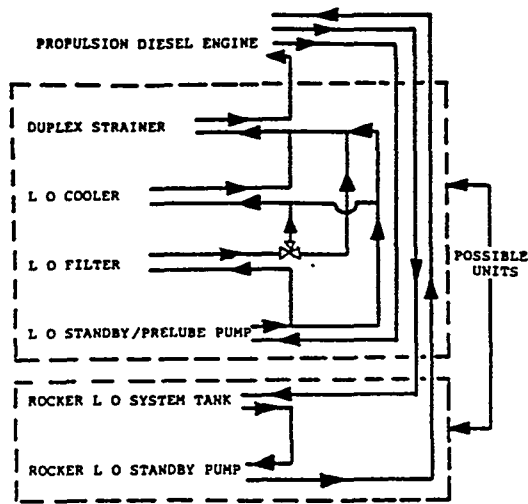 PROPULSION DIESEL ENGINE
DUPLEX STRAINER
L O COOLER
L O FILTER
POSSIBLE
UNITS
L O STANDBY/PRELUBE PUMP
ROCKER L O SYSTEM TANK
ROCKER L O STANDBY PUMP